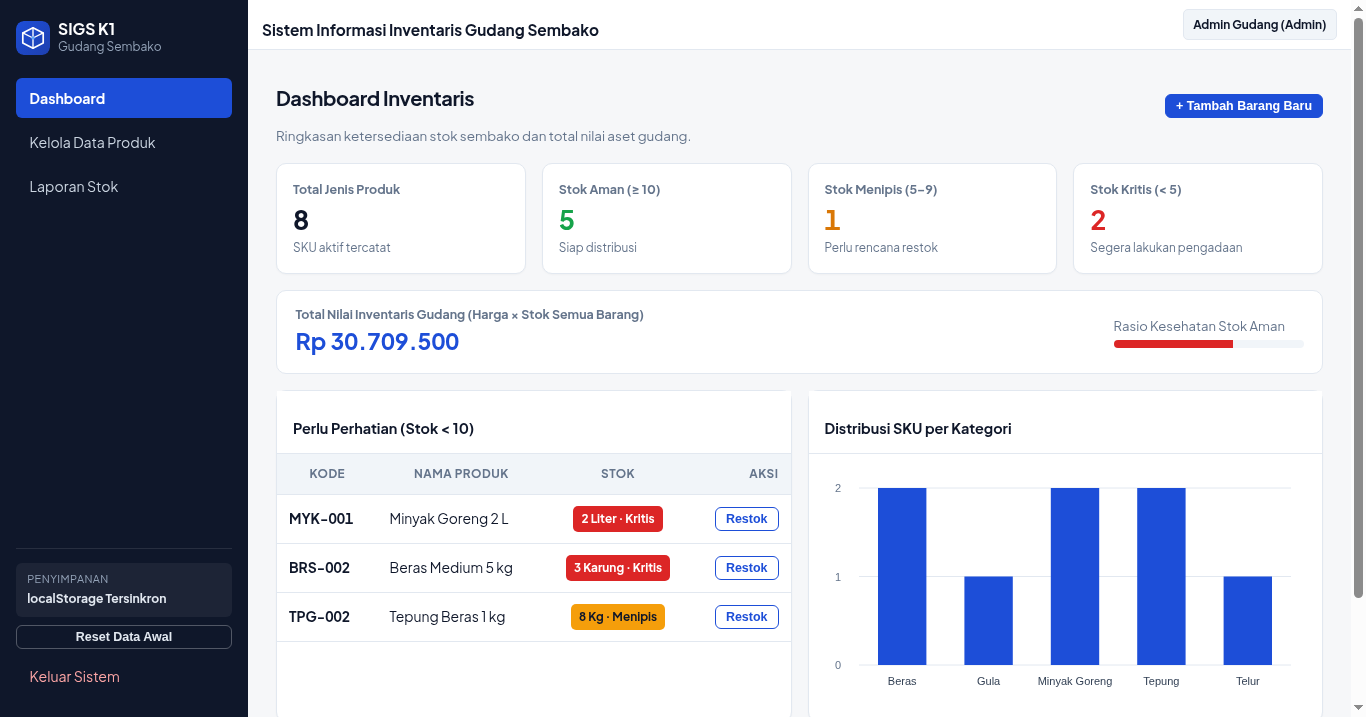 SIGS K1
Gudang Sembako
Dashboard
Kelola Data Produk
Laporan Stok
PENYIMPANAN
localStorage Tersinkron
Reset Data Awal
Keluar Sistem
Sistem Informasi Inventaris Gudang Sembako
Admin Gudang (Admin)
Dashboard Inventaris
+ Tambah Barang Baru
Ringkasan ketersediaan stok sembako dan total nilai aset gudang.
Total Jenis Produk
8
SKU aktif tercatat
Stok Aman (≥ 10)
5
Siap distribusi
Stok Menipis (5–9)
1
Perlu rencana restok
Stok Kritis (< 5)
2
Segera lakukan pengadaan
Total Nilai Inventaris Gudang (Harga × Stok Semua Barang)
Rp 30.709.500
Rasio Kesehatan Stok Aman
Perlu Perhatian (Stok < 10)
KODE NAMA PRODUK STOK AKSI
MYK-001 Minyak Goreng 2 L 2 Liter · Kritis Restok
BRS-002 Beras Medium 5 kg 3 Karung · Kritis Restok
TPG-002 Tepung Beras 1 kg 8 Kg · Menipis Restok
Distribusi SKU per Kategori
2
1
0
Beras Gula Minyak Goreng Tepung Telur